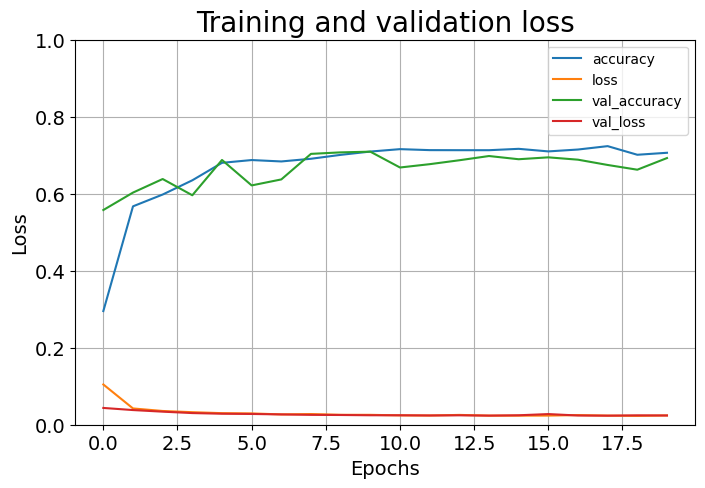 Training and validation loss
1.0
0.8
0.6
0.4
0.2
0.0
Loss
accuracy
loss
val_accuracy
val_loss
0.0 2.5 5.0 7.5 10.0 12.5 15.0 17.5
Epochs